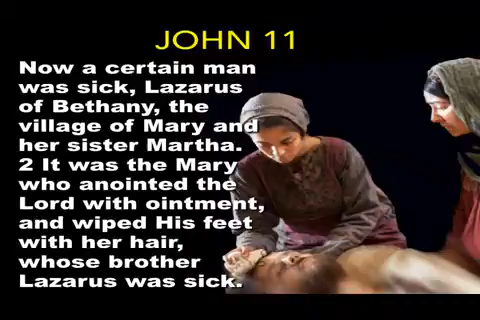 JOHN 11
Now a certain man
was sick, Lazarus
of Bethany, the
village of Mary and
her sister Martha.
2 It was the Mary
who anointed the
Lord with ointment,
and wiped His feet
with her hair,
whose brother
Lazarus was sick.